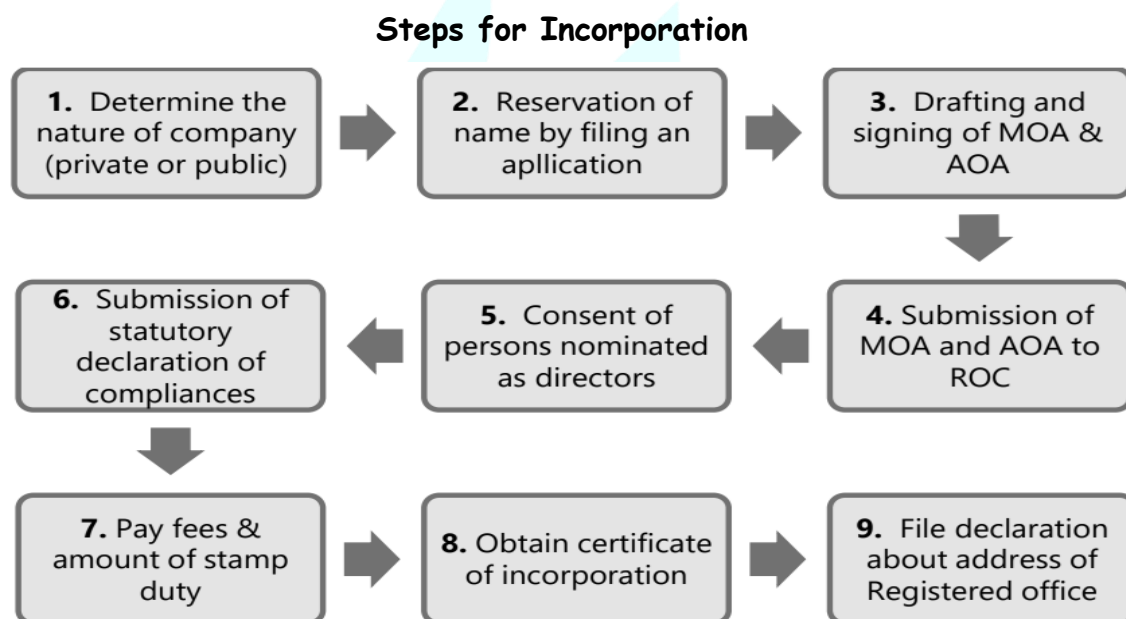 Steps for Incorporation
1. Determine the
nature of company
(private or public)
2. Reservation of
name by filing an
apllication
3. Drafting and
signing of MOA &
AOA
4. Submission of
MOA and AOA to
ROC
5. Consent of
persons nominated
as directors
6. Submission of
statutory
declaration of
compliances
7. Pay fees &
amount of stamp
duty
8. Obtain certificate
of incorporation
9. File declaration
about address of
Registered office